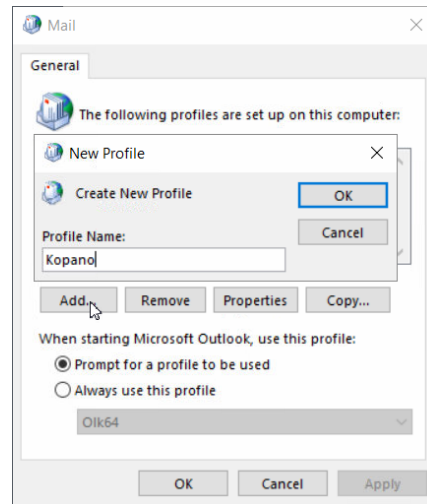 Mail
General
The following profiles are set up on this computer:
New Profile
Create New Profile
OK
Cancel
Profile Name:
Kopano
Add...
Remove
Properties
Copy...
When starting Microsoft Outlook, use this profile:
Prompt for a profile to be used
Always use this profile
Olk64
OK
Cancel
Apply